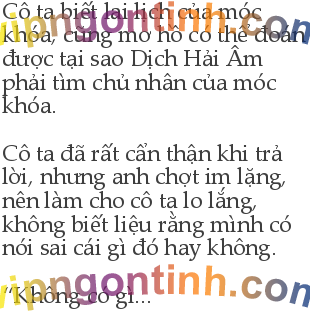 Cô ta biết lai lịch của móc
khóa, cũng mơ hồ có thể đoán
được tại sao Dịch Hải Âm
phải tìm chủ nhân của móc
khóa.
Cô ta đã rất cẩn thận khi trả
lời, nhưng anh chợt im lặng,
nên làm cho cô ta lo lắng,
không biết liệu rằng mình có
nói sai cái gì đó hay không.
“Không có gì...
vipngontinh.com
vipngontinh.com